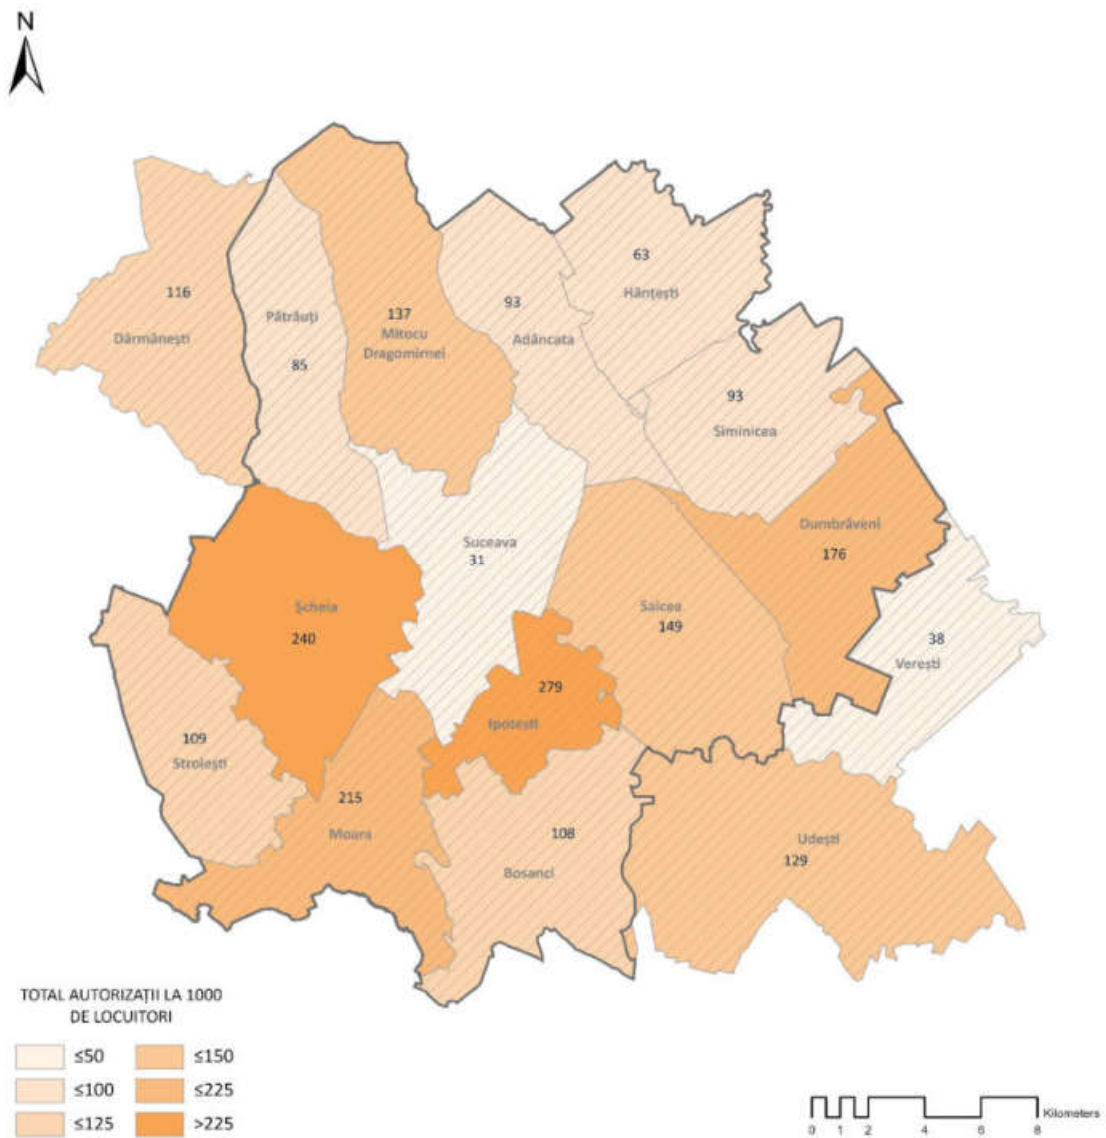 N
63
Hânțești
116
Dărmănești
Pătrăuți
85
137
Mitocu
Dragomirnei
93
Adâncata
93
Siminicea
Dumbrăveni
176
Suceava
31
Șcheia
240
Salcea
149
38
Verești
279
Ipotești
109
Stroiești
215
Moara
108
Bosanci
Udești
129
TOTAL AUTORIZAȚII LA 1000
DE LOCUITORI
≤50
≤150
≤100
≤225
≤125
>225
Kilometers
0 1 2 4 6 8